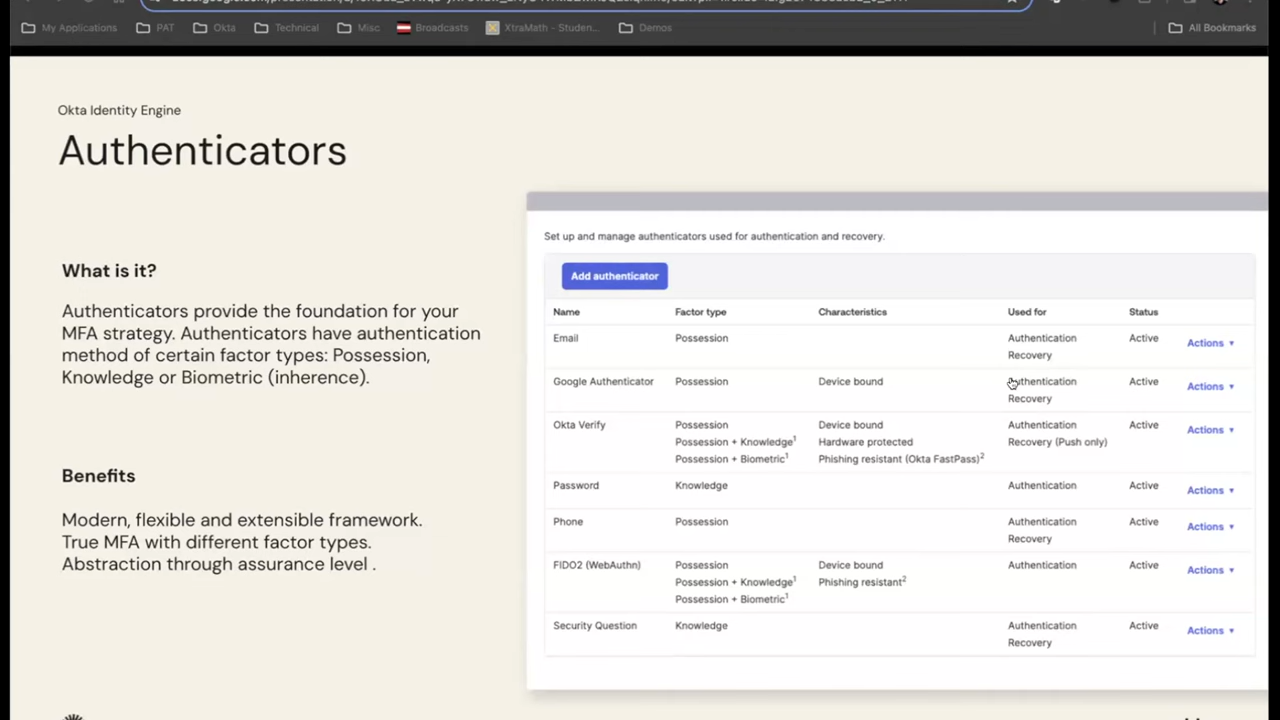 My Applications PAT Okta Technical Misc Broadcasts XtraMath - Studen... Demos All Bookmarks
Okta Identity Engine
Authenticators
What is it?
Authenticators provide the foundation for your
MFA strategy. Authenticators have authentication
method of certain factor types: Possession,
Knowledge or Biometric (inherence).
Benefits
Modern, flexible and extensible framework.
True MFA with different factor types.
Abstraction through assurance level .
Set up and manage authenticators used for authentication and recovery.
Add authenticator
Name Factor type Characteristics Used for Status
Email Possession Authentication Active Actions ▾
Recovery
Google Authenticator Possession Device bound Authentication Active Actions ▾
Recovery
Okta Verify Possession Device bound Authentication Active Actions ▾
Possession + Knowledge¹ Hardware protected Recovery (Push only)
Possession + Biometric¹ Phishing resistant (Okta FastPass)²
Password Knowledge Authentication Active Actions ▾
Phone Possession Authentication Active Actions ▾
Recovery
FIDO2 (WebAuthn) Possession Device bound Authentication Active Actions ▾
Possession + Knowledge¹ Phishing resistant²
Possession + Biometric¹
Security Question Knowledge Authentication Active Actions ▾
Recovery